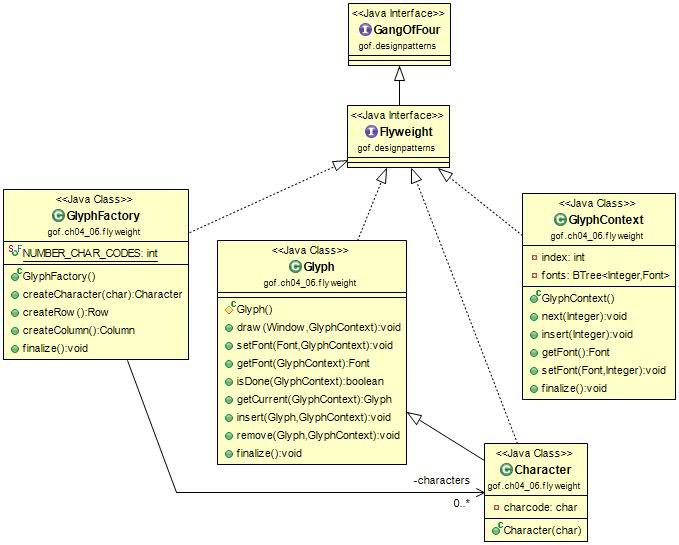 <<Java Interface>>
GangOfFour
gof.designpatterns
<<Java Interface>>
Flyweight
gof.designpatterns
<<Java Class>>
GlyphFactory
gof.ch04_06.flyweight
NUMBER_CHAR_CODES: int
GlyphFactory()
createCharacter(char):Character
createRow():Row
createColumn():Column
finalize():void
<<Java Class>>
Glyph
gof.ch04_06.flyweight
Glyph()
draw(Window,GlyphContext):void
setFont(Font,GlyphContext):void
getFont(GlyphContext):Font
isDone(GlyphContext):boolean
getCurrent(GlyphContext):Glyph
insert(Glyph,GlyphContext):void
remove(Glyph,GlyphContext):void
finalize():void
<<Java Class>>
GlyphContext
gof.ch04_06.flyweight
index: int
fonts: BTree<Integer,Font>
GlyphContext()
next(Integer):void
insert(Integer):void
getFont():Font
setFont(Font,Integer):void
finalize():void
-characters
0..*
<<Java Class>>
Character
gof.ch04_06.flyweight
charcode: char
Character(char)